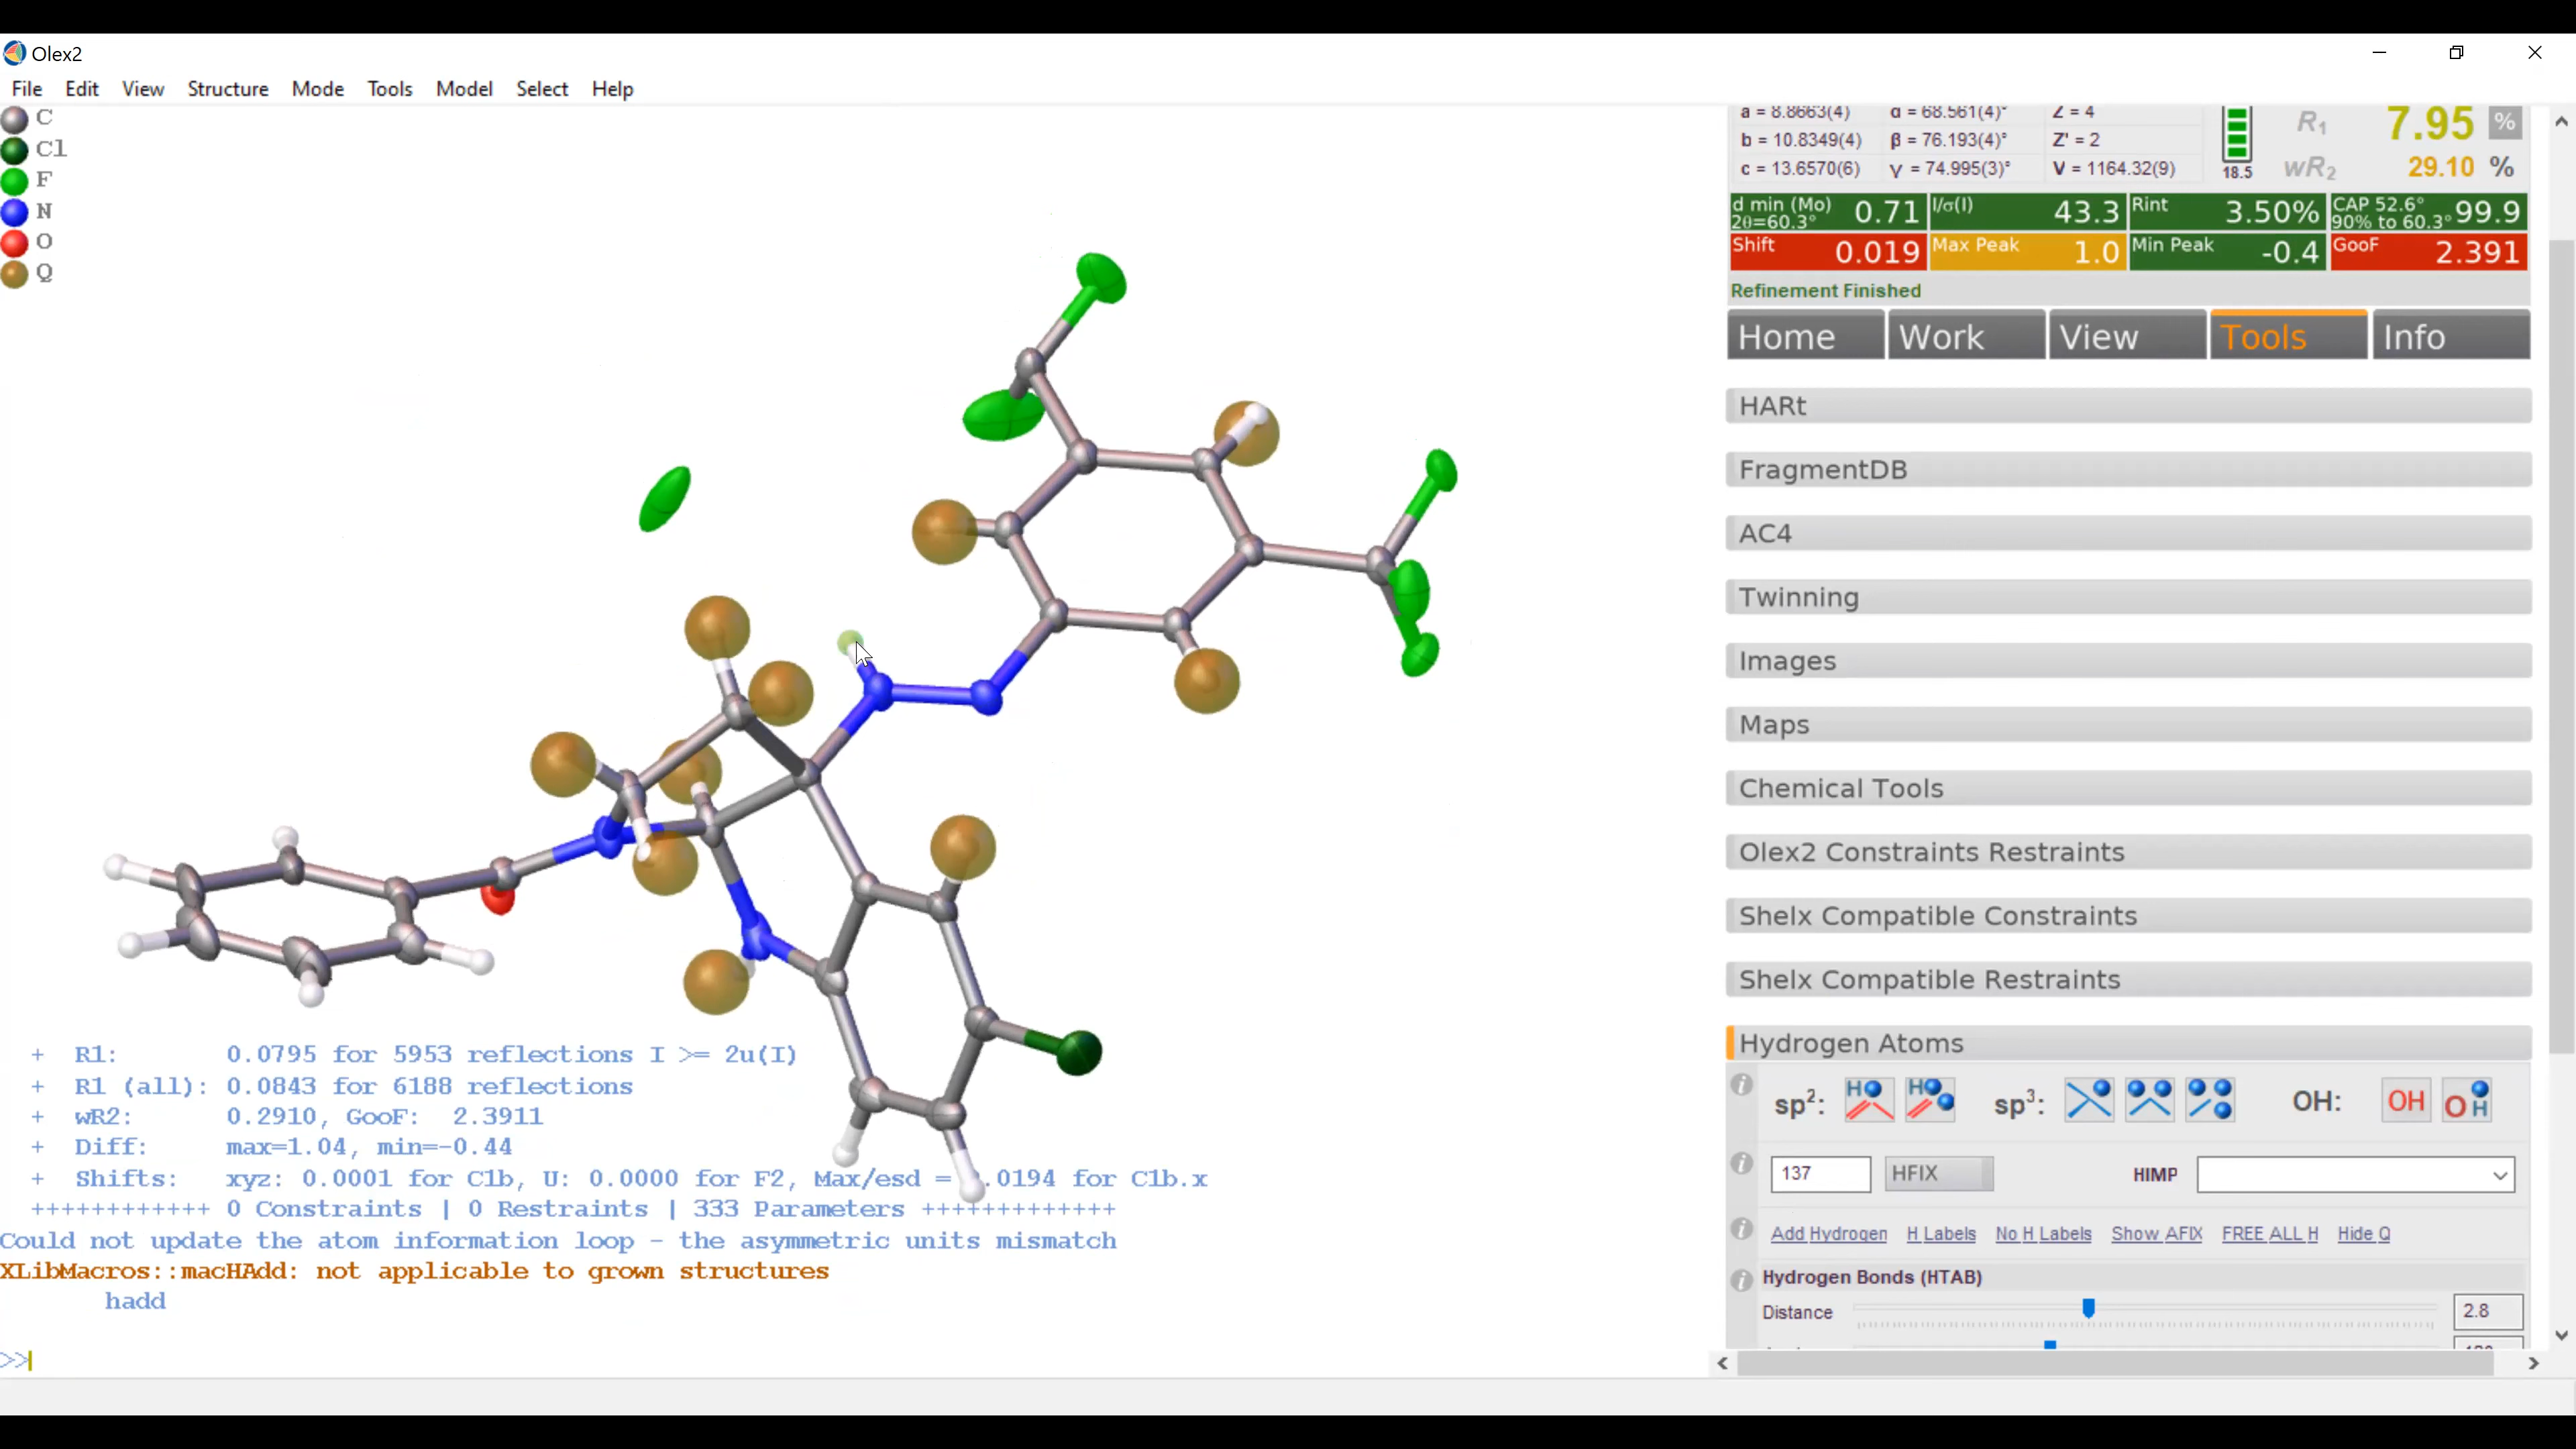 Olex2
File Edit View Structure Mode Tools Model Select Help
C
Cl
F
N
O
Q
a = 8.8663(4) α = 68.561(4)° Z = 4
b = 10.8349(4) β = 76.193(4)° Z' = 2
c = 13.6570(6) γ = 74.995(3)° V = 1164.32(9)
18.5
R1 7.95 %
wR2 29.10 %
d min (Mo) 2θ=60.3° 0.71 I/σ(I) 43.3 Rint 3.50% CAP 52.6° 90% to 60.3° 99.9
Shift 0.019 Max Peak 1.0 Min Peak -0.4 GooF 2.391
Refinement Finished
Home Work View Tools Info
HARt
FragmentDB
AC4
Twinning
Images
Maps
Chemical Tools
Olex2 Constraints Restraints
Shelx Compatible Constraints
Shelx Compatible Restraints
Hydrogen Atoms
i sp2: H H sp3: OH: OH O H
i 137 HFIX HIMP
i Add Hydrogen H Labels No H Labels Show AFIX FREE ALL H Hide Q
i Hydrogen Bonds (HTAB)
Distance 2.8
+ R1: 0.0795 for 5953 reflections I >= 2u(I)
+ R1 (all): 0.0843 for 6188 reflections
+ wR2: 0.2910, GooF: 2.3911
+ Diff: max=1.04, min=-0.44
+ Shifts: xyz: 0.0001 for C1b, U: 0.0000 for F2, Max/esd = .0194 for C1b.x
++++++++++++ 0 Constraints | 0 Restraints | 333 Parameters +++++++++++++
Could not update the atom information loop - the asymmetric units mismatch
XLibMacros::macHAdd: not applicable to grown structures
hadd
>>